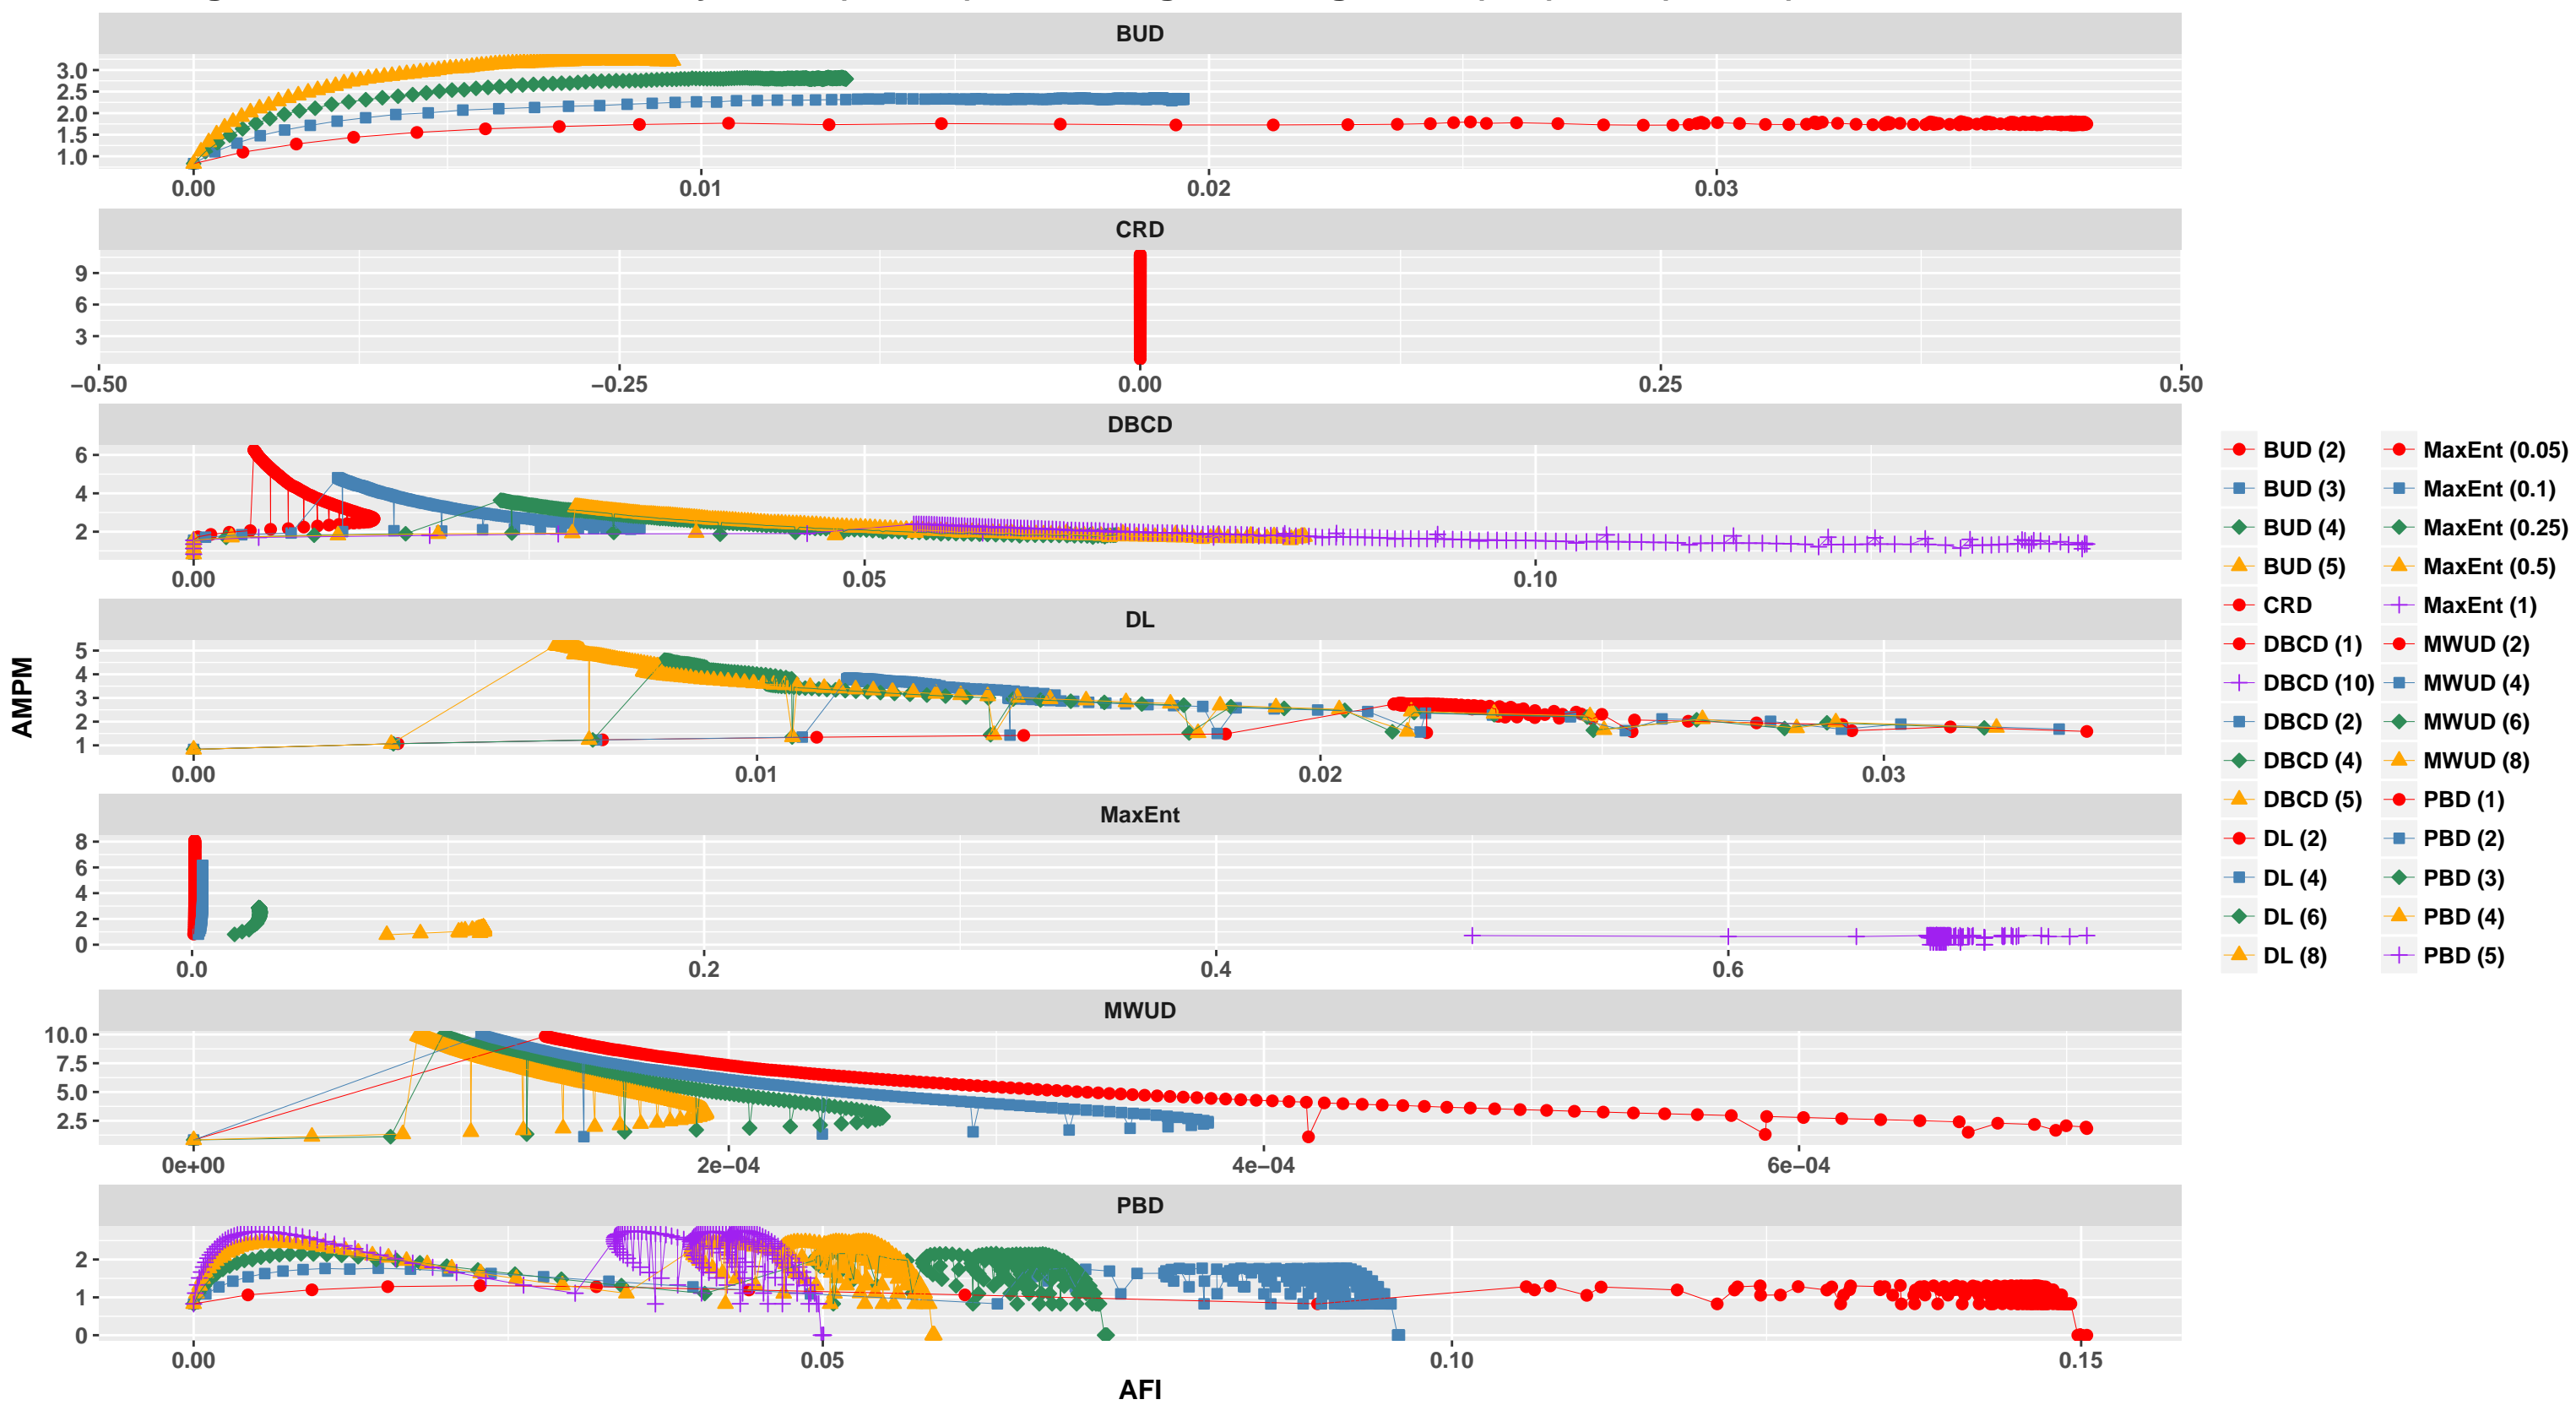 BUD
3.0
2.5
2.0
1.5
1.0
0.00 0.01 0.02 0.03
CRD
9
6
3
−0.50 −0.25 0.00 0.25 0.50
DBCD
6
4
2
0.00 0.05 0.10
DL
5
4
3
2
1
0.00 0.01 0.02 0.03
MaxEnt
8
6
4
2
0
0.0 0.2 0.4 0.6
MWUD
10.0
7.5
5.0
2.5
0e+00 2e−04 4e−04 6e−04
PBD
2
1
0
0.00 0.05 0.10 0.15
AFI
AMPM
BUD (2)
BUD (3)
BUD (4)
BUD (5)
CRD
DBCD (1)
DBCD (10)
DBCD (2)
DBCD (4)
DBCD (5)
DL (2)
DL (4)
DL (6)
DL (8)
MaxEnt (0.05)
MaxEnt (0.1)
MaxEnt (0.25)
MaxEnt (0.5)
MaxEnt (1)
MWUD (2)
MWUD (4)
MWUD (6)
MWUD (8)
PBD (1)
PBD (2)
PBD (3)
PBD (4)
PBD (5)